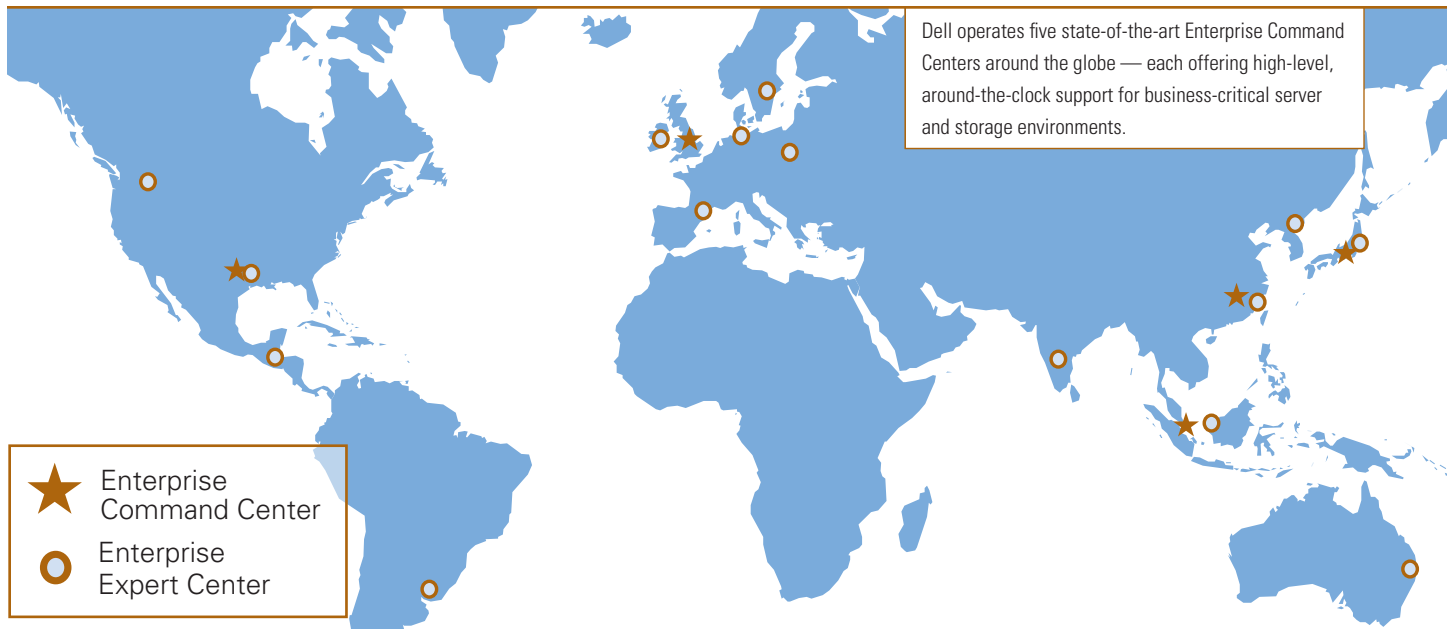 Dell operates five state-of-the-art Enterprise Command
Centers around the globe — each offering high-level,
around-the-clock support for business-critical server
and storage environments.
Enterprise
Command Center
Enterprise
Expert Center